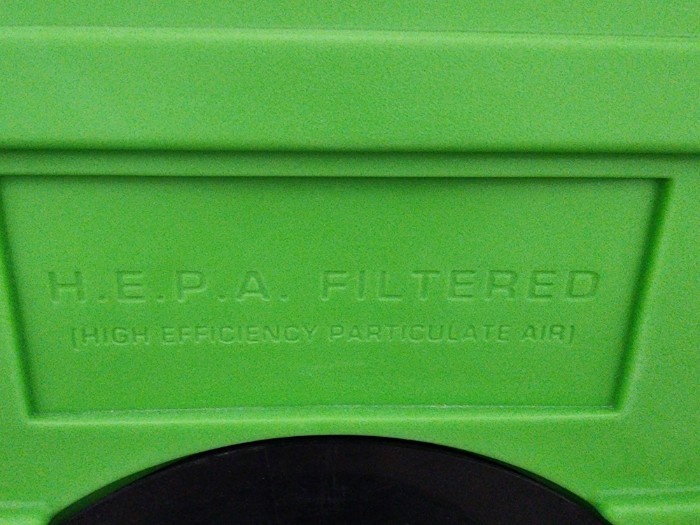 H.E.P.A. FILTERED
[HIGH EFFICIENCY PARTICULATE AIR]